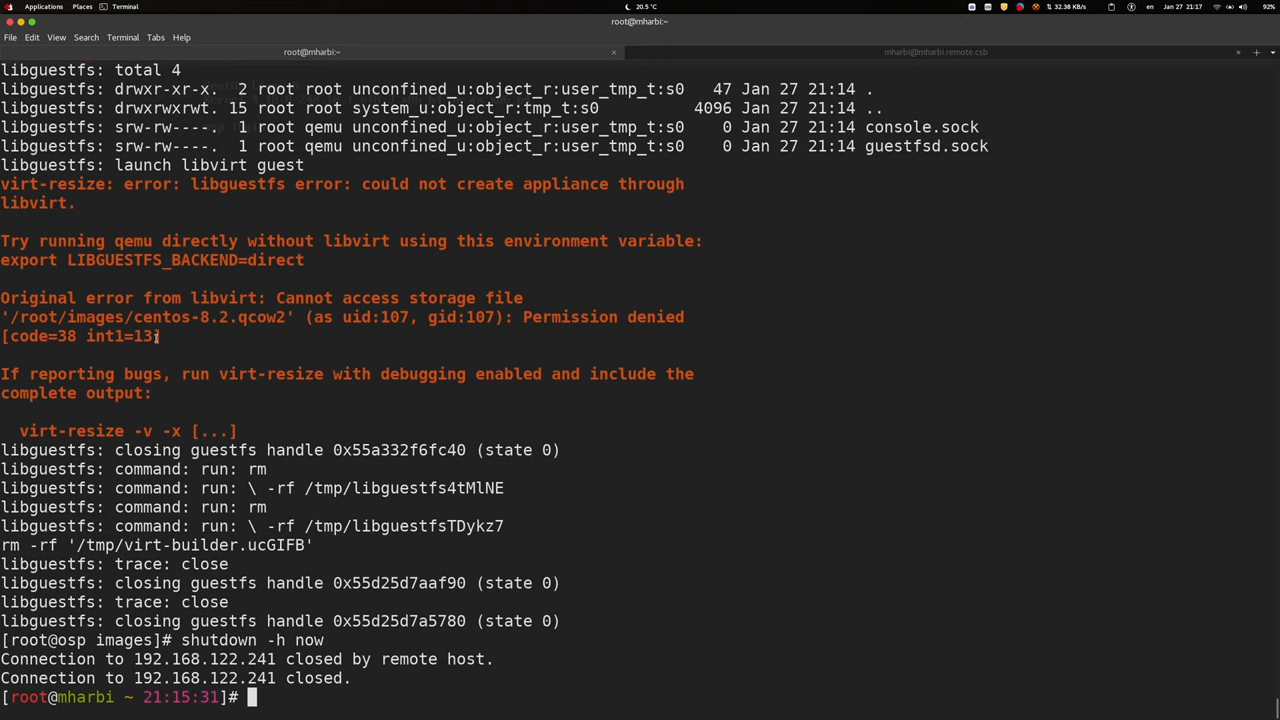 Applications Places Terminal 20.5 °C 32.38 KB/s en Jan 27 21:17 92%
root@mharbi:~
File Edit View Search Terminal Tabs Help
root@mharbi:~ × mharbi@mharbi.remote.csb ×
libguestfs: total 4
libguestfs: drwxr-xr-x. 2 root root unconfined_u:object_r:user_tmp_t:s0 47 Jan 27 21:14 .
libguestfs: drwxrwxrwt. 15 root root system_u:object_r:tmp_t:s0 4096 Jan 27 21:14 ..
libguestfs: srw-rw----. 1 root qemu unconfined_u:object_r:user_tmp_t:s0 0 Jan 27 21:14 console.sock
libguestfs: srw-rw----. 1 root qemu unconfined_u:object_r:user_tmp_t:s0 0 Jan 27 21:14 guestfsd.sock
libguestfs: launch libvirt guest
virt-resize: error: libguestfs error: could not create appliance through
libvirt.
Try running qemu directly without libvirt using this environment variable:
export LIBGUESTFS_BACKEND=direct
Original error from libvirt: Cannot access storage file
'/root/images/centos-8.2.qcow2' (as uid:107, gid:107): Permission denied
[code=38 int1=13]
If reporting bugs, run virt-resize with debugging enabled and include the
complete output:
virt-resize -v -x [...]
libguestfs: closing guestfs handle 0x55a332f6fc40 (state 0)
libguestfs: command: run: rm
libguestfs: command: run: \ -rf /tmp/libguestfs4tMlNE
libguestfs: command: run: rm
libguestfs: command: run: \ -rf /tmp/libguestfsTDykz7
rm -rf '/tmp/virt-builder.ucGIFB'
libguestfs: trace: close
libguestfs: closing guestfs handle 0x55d25d7aaf90 (state 0)
libguestfs: trace: close
libguestfs: closing guestfs handle 0x55d25d7a5780 (state 0)
[root@osp images]# shutdown -h now
Connection to 192.168.122.241 closed by remote host.
Connection to 192.168.122.241 closed.
[root@mharbi ~ 21:15:31]#